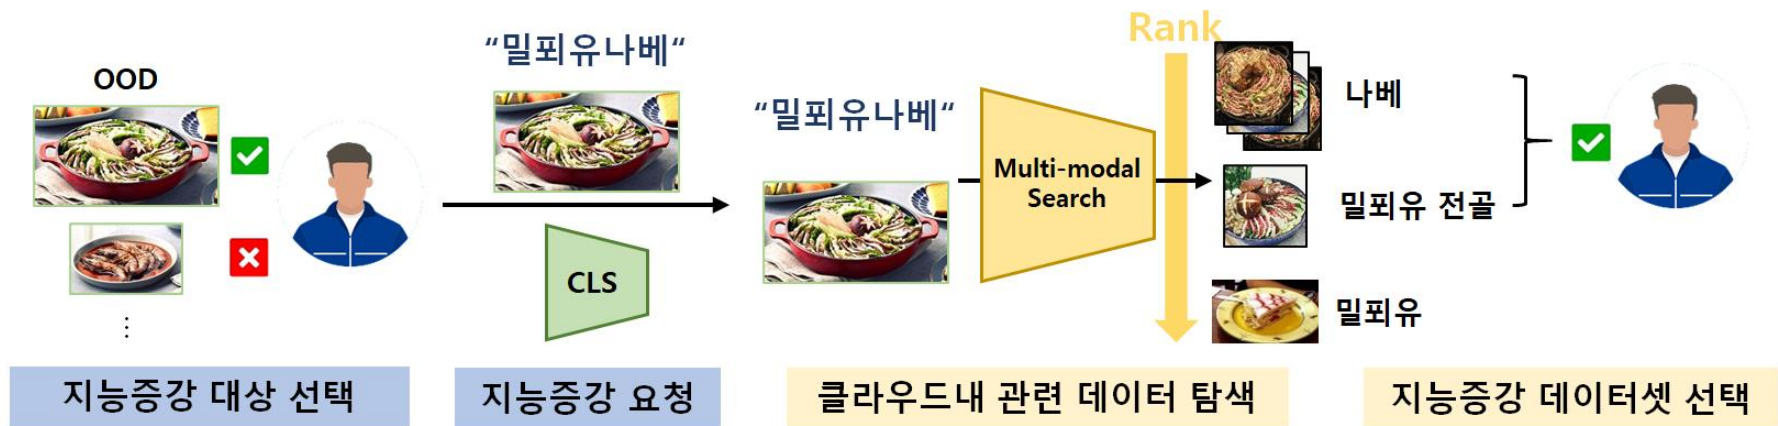 OOD
“밀푀유나베“
CLS
“밀푀유나베“
Multi-modal
Search
Rank
나베
밀푀유 전골
밀푀유
지능증강 대상 선택
지능증강 요청
클라우드내 관련 데이터 탐색
지능증강 데이터셋 선택